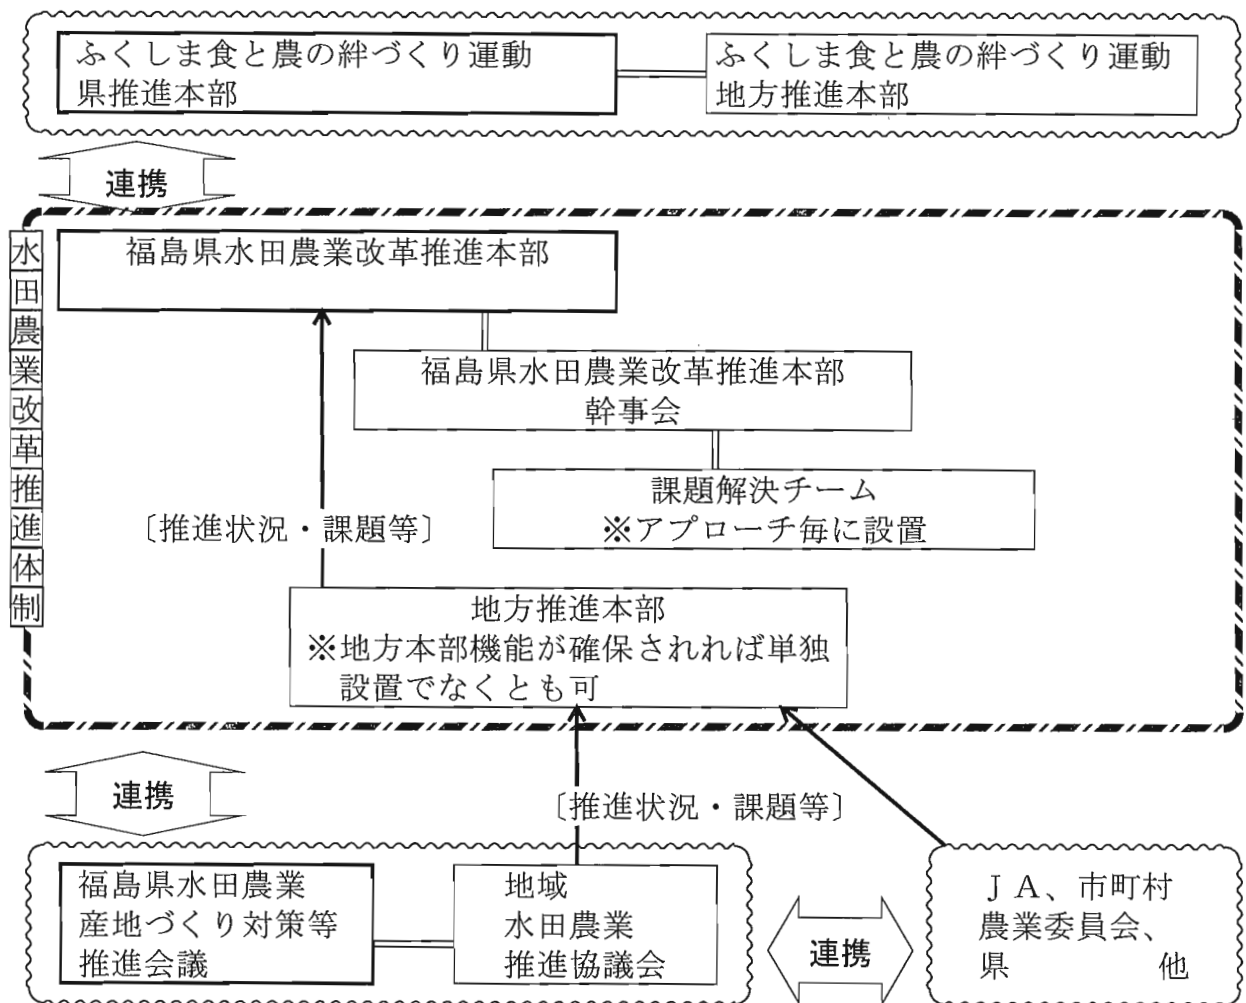 ふくしま食と農の絆づくり運動
県推進本部
ふくしま食と農の絆づくり運動
地方推進本部
連携
水田農業改革推進体制
福島県水田農業改革推進本部
福島県水田農業改革推進本部
幹事会
課題解決チーム
※アプローチ毎に設置
〔推進状況・課題等〕
地方推進本部
※地方本部機能が確保されれば単独
設置でなくとも可
連携
〔推進状況・課題等〕
福島県水田農業
産地づくり対策等
推進会議
地域
水田農業
推進協議会
連携
ＪＡ、市町村
農業委員会、
県　　　　他